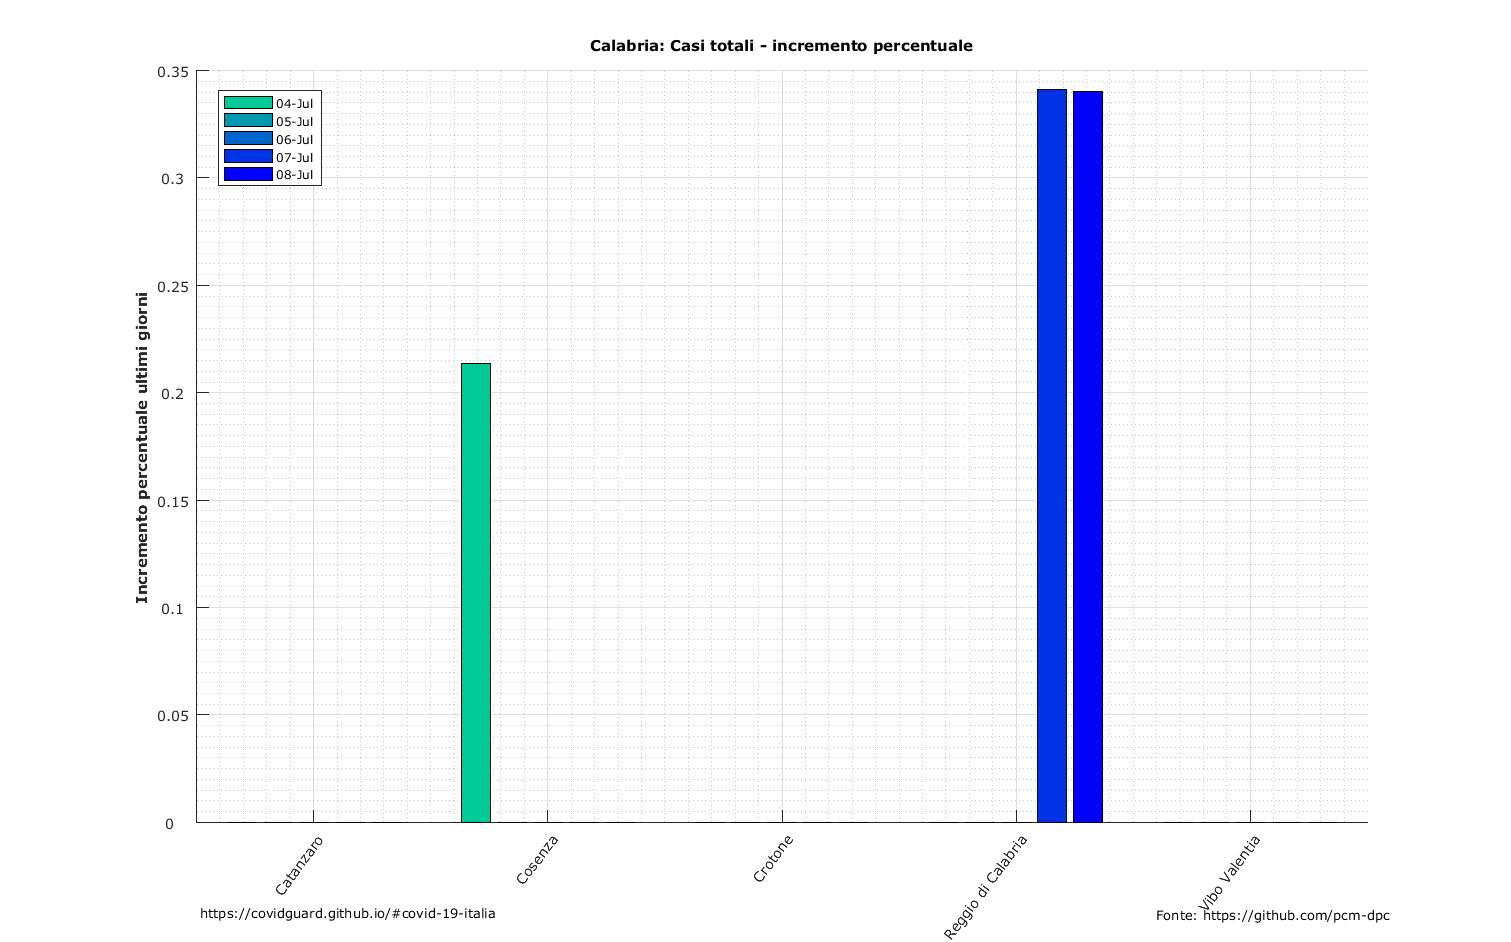 Calabria: Casi totali - incremento percentuale
0.35
0.3
0.25
0.2
0.15
0.1
0.05
0
Incremento percentuale ultimi giorni
04-Jul
05-Jul
06-Jul
07-Jul
08-Jul
Catanzaro
Cosenza
Crotone
Reggio di Calabria
Vibo Valentia
https://covidguard.github.io/#covid-19-italia
Fonte: https://github.com/pcm-dpc